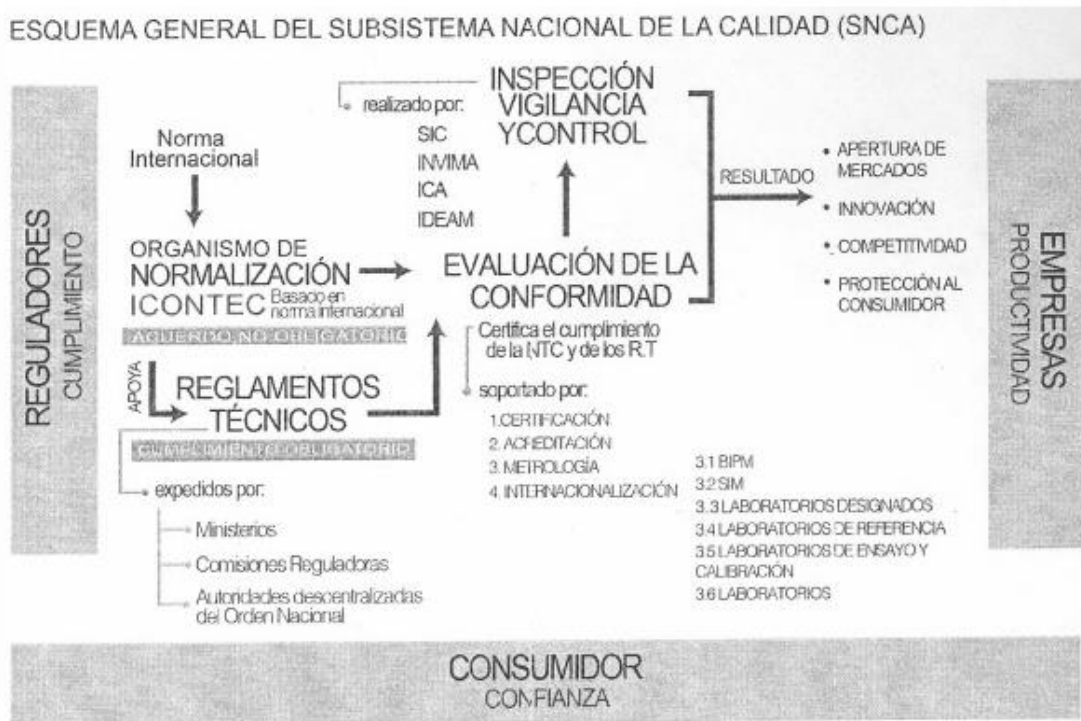 ESQUEMA GENERAL DEL SUBSISTEMA NACIONAL DE LA CALIDAD (SNCA)
REGULADORES
CUMPLIMIENTO
Norma
Internacional
ORGANISMO DE
NORMALIZACIÓN
ICONTEC Basado en
norma internacional
ACUERDO NO OBLIGATORIO
APOYA
REGLAMENTOS
TÉCNICOS
CUMPLIMIENTO OBLIGATORIO
expedidos por:
Ministerios
Comisiones Reguladoras
Autoridades descentralizadas
del Orden Nacional
INSPECCIÓN
VIGILANCIA
YCONTROL
realizado por:
SIC
INVIMA
ICA
IDEAM
EVALUACIÓN DE LA
CONFORMIDAD
Certifica el cumplimiento
de la NTC y de los R.T
soportado por:
1.CERTIFICACIÓN
2. ACREDITACIÓN
3. METROLOGÍA
4. INTERNACIONALIZACIÓN
3.1 BIPM
3.2 SIM
3.3 LABORATORIOS DESIGNADOS
3.4 LABORATORIOS DE REFERENCIA
3.5 LABORATORIOS DE ENSAYO Y
CALIBRACIÓN
3.6 LABORATORIOS
RESULTADO
• APERTURA DE
MERCADOS
• INNOVACIÓN
• COMPETITIVIDAD
• PROTECCIÓN AL
CONSUMIDOR
EMPRESAS
PRODUCTIVIDAD
CONSUMIDOR
CONFIANZA